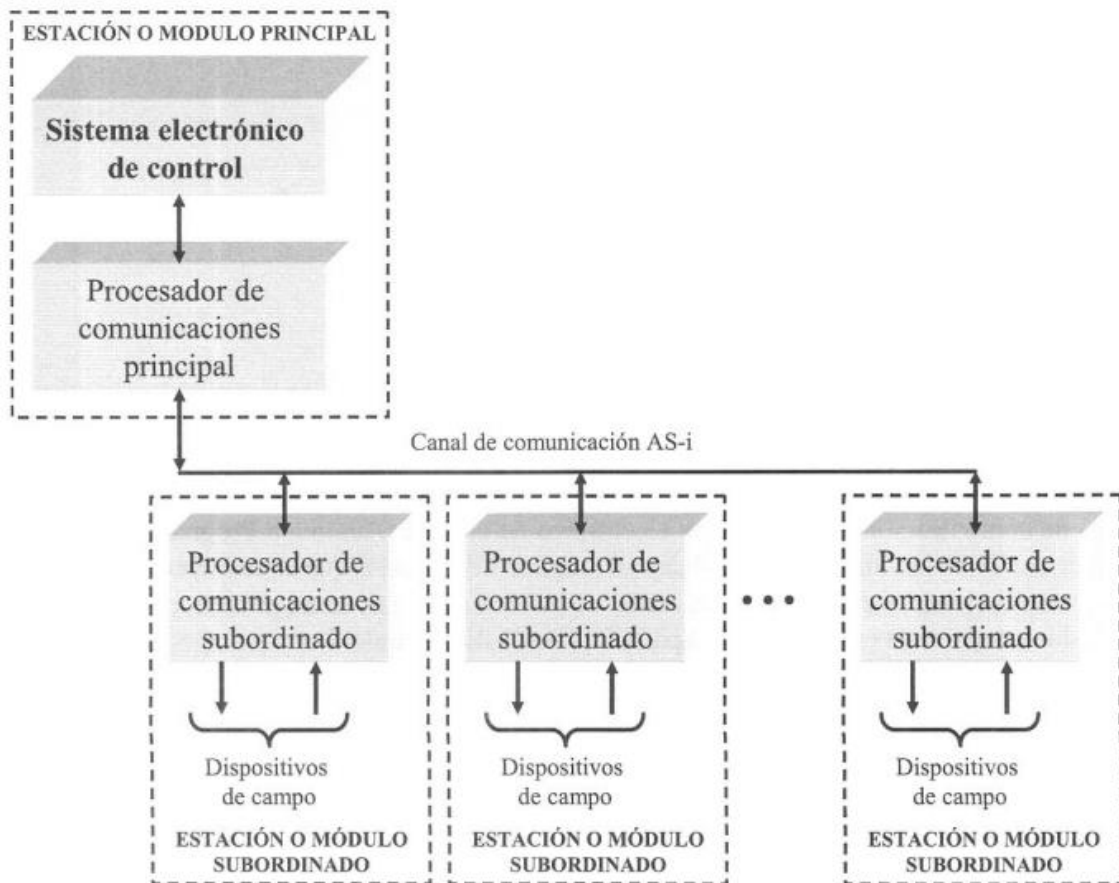 ESTACIÓN O MODULO PRINCIPAL
Sistema electrónico
de control
Procesador de
comunicaciones
principal
Canal de comunicación AS-i
Procesador de
comunicaciones
subordinado
Dispositivos
de campo
ESTACIÓN O MÓDULO
SUBORDINADO
Procesador de
comunicaciones
subordinado
Dispositivos
de campo
ESTACIÓN O MÓDULO
SUBORDINADO
Procesador de
comunicaciones
subordinado
Dispositivos
de campo
ESTACIÓN O MÓDULO
SUBORDINADO